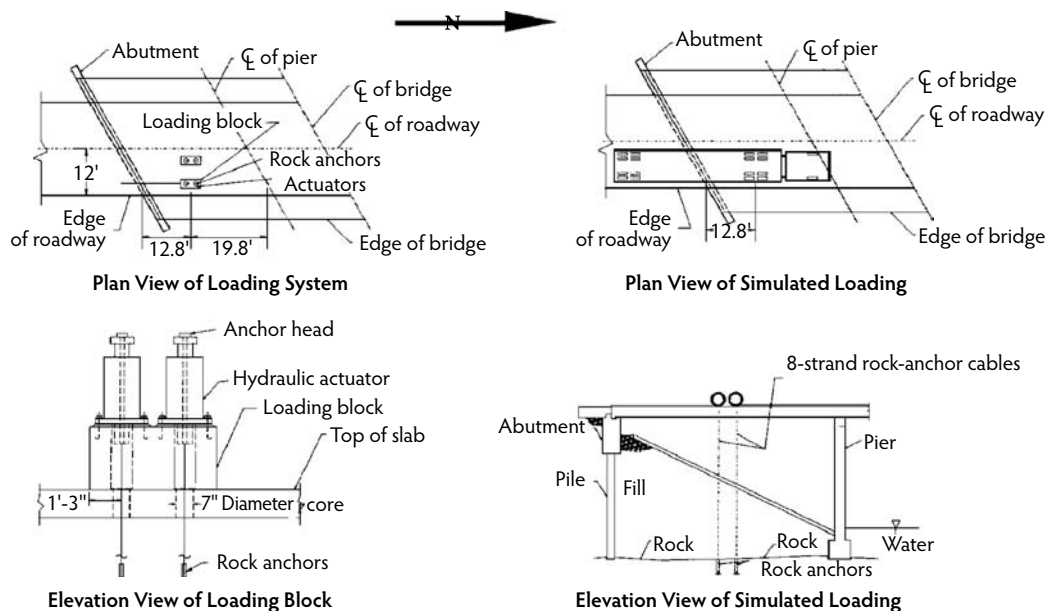 N
Abutment
℄ of pier
℄ of bridge
℄ of roadway
Loading block
Rock anchors
Actuators
12'
Edge
of roadway
12.8'
19.8'
Edge of bridge
Plan View of Loading System
Abutment
℄ of pier
℄ of bridge
℄ of roadway
Edge
of roadway
12.8'
Edge of bridge
Plan View of Simulated Loading
Anchor head
Hydraulic actuator
Loading block
Top of slab
1'-3"
7" Diameter core
Rock anchors
Elevation View of Loading Block
8-strand rock-anchor cables
Abutment
Pier
Pile
Fill
Rock
Rock
Water
Rock anchors
Elevation View of Simulated Loading